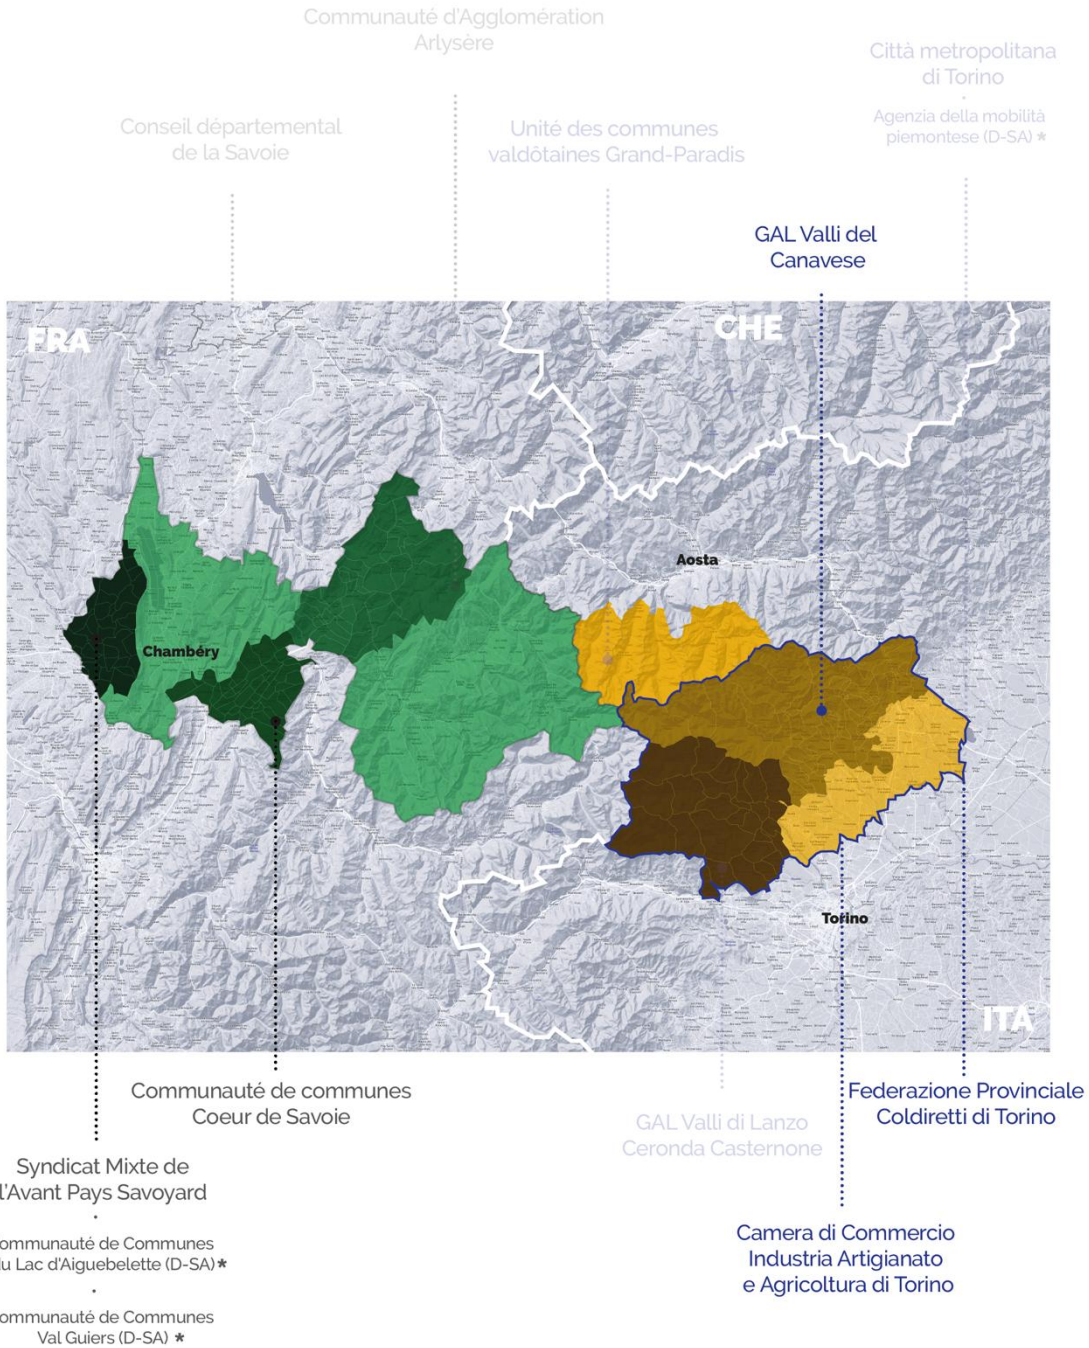 Communauté d'Agglomération
Arlysère
Città metropolitana
di Torino
Agenzia della mobilità
piemontese (D-SA) *
Conseil départemental
de la Savoie
Unité des communes
valdôtaines Grand-Paradis
GAL Valli del
Canavese
FRA
CHE
Aosta
Chambéry
Torino
ITA
Communauté de communes
Coeur de Savoie
Federazione Provinciale
Coldiretti di Torino
GAL Valli di Lanzo
Ceronda Casternone
Syndicat Mixte de
l'Avant Pays Savoyard
ommunauté de Communes
du Lac d'Aiguebelette (D-SA)*
ommunauté de Communes
Val Guiers (D-SA) *
Camera di Commercio
Industria Artigianato
e Agricoltura di Torino